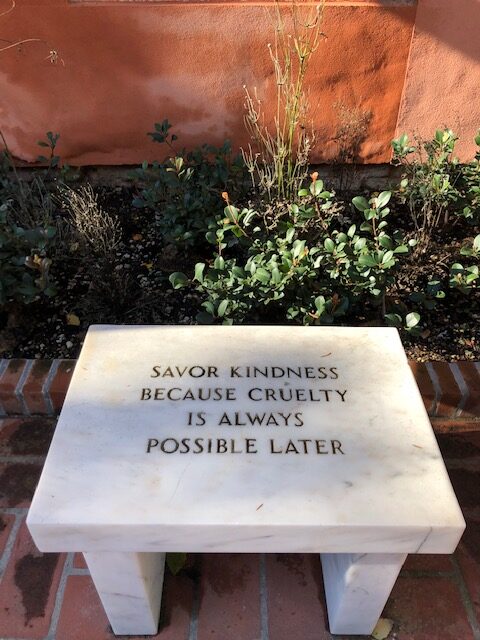 SAVOR KINDNESS
BECAUSE CRUELTY
IS ALWAYS
POSSIBLE LATER